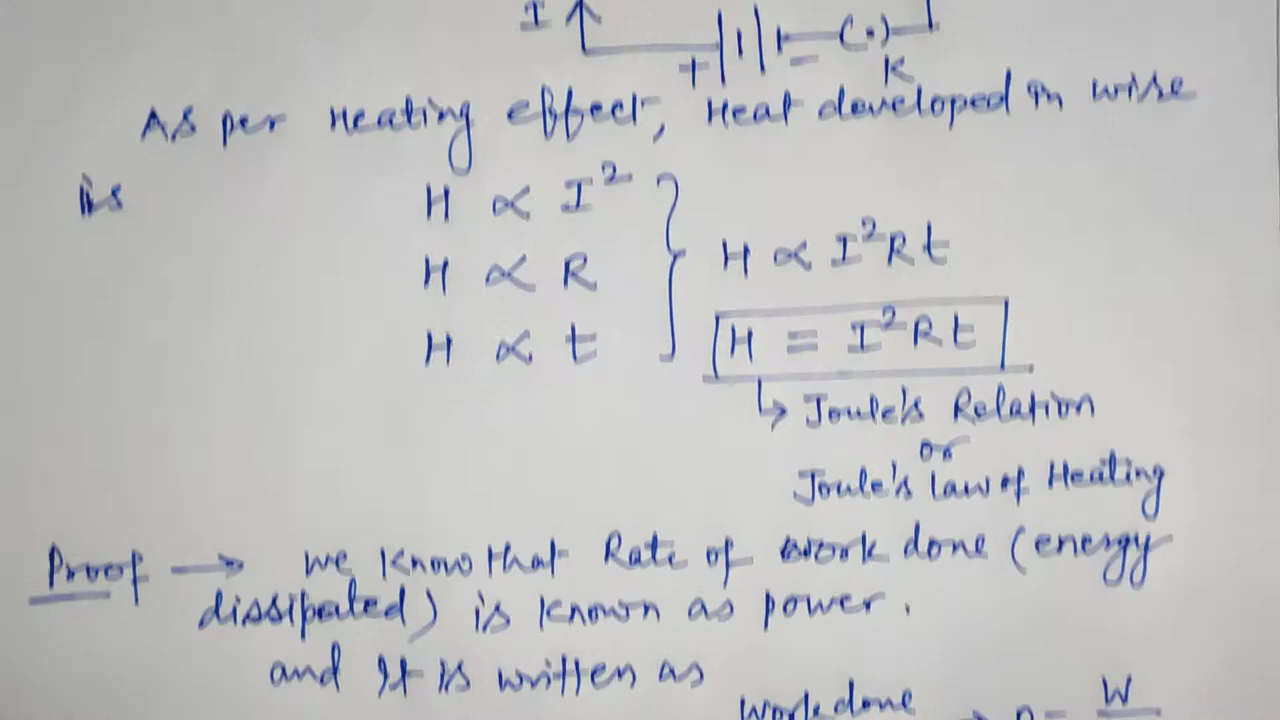 I
+ - (•) K
As per Heating effect, Heat developed in wire
is
H ∝ I²
H ∝ R
H ∝ t
H ∝ I²Rt
H = I²Rt
↳ Joule's Relation
or
Joule's law of Heating
Proof → we know that Rate of work done (energy
dissipated) is known as power.
and It is written as
Work done
→ P = W